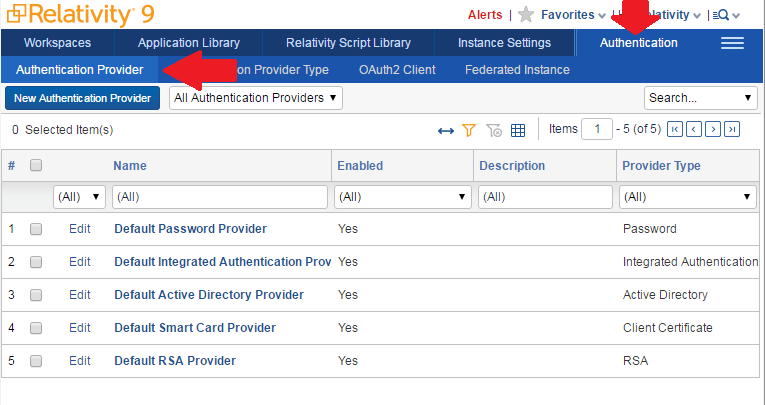 Relativity 9 Alerts | Favorites | elativity |
Workspaces Application Library Relativity Script Library Instance Settings Authentication
Authentication Provider on Provider Type OAuth2 Client Federated Instance
New Authentication Provider All Authentication Providers Search...
0 Selected Item(s) Items 1 - 5 (of 5)
# Name Enabled Description Provider Type
(All) (All) (All) (All) (All)
1 Edit Default Password Provider Yes Password
2 Edit Default Integrated Authentication Prov Yes Integrated Authentication
3 Edit Default Active Directory Provider Yes Active Directory
4 Edit Default Smart Card Provider Yes Client Certificate
5 Edit Default RSA Provider Yes RSA